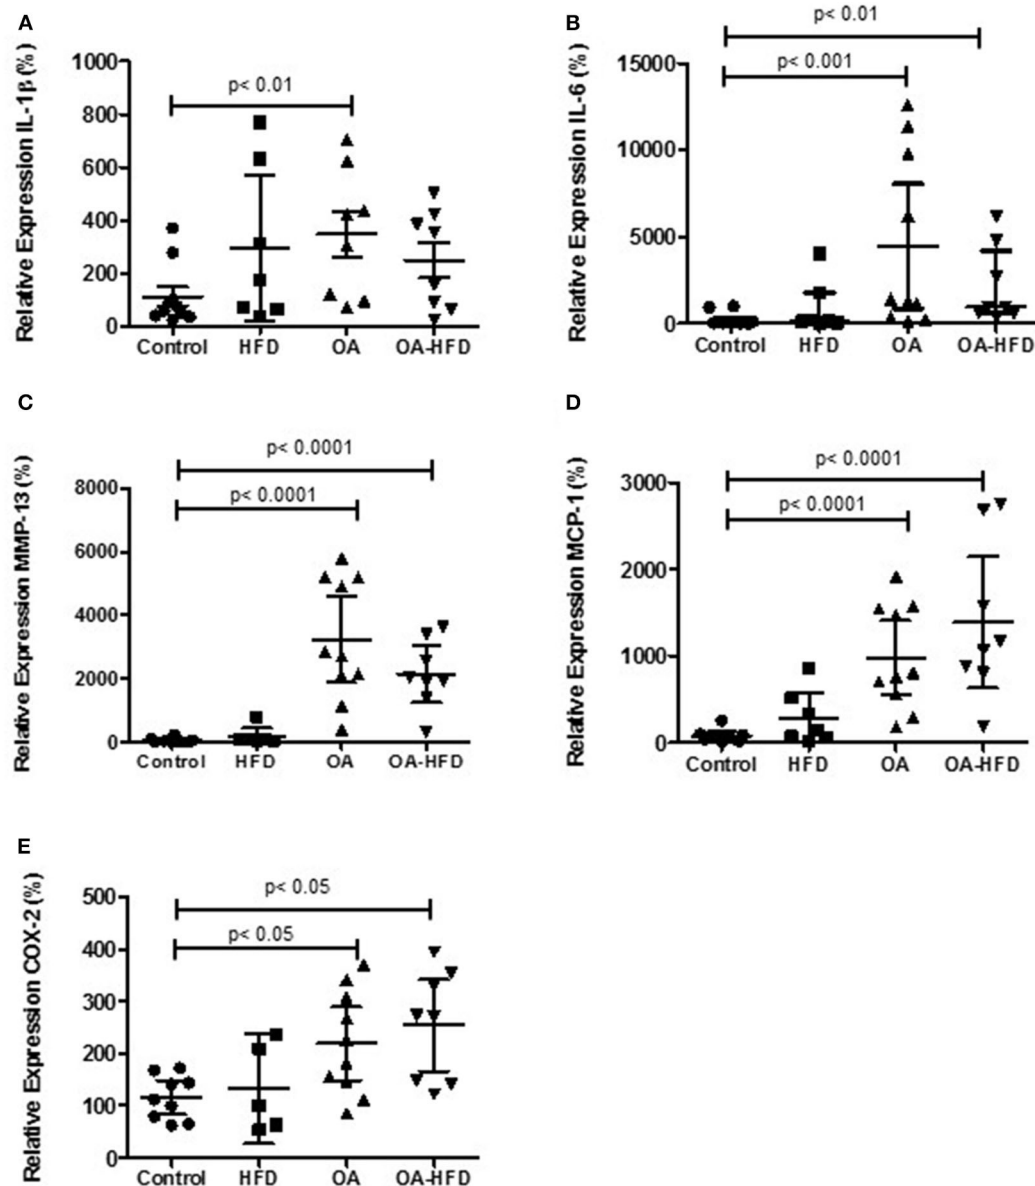 A
Relative Expression IL-1β (%)
1000
800
600
400
200
0
p< 0.01
Control HFD OA OA-HFD
B
Relative Expression IL-6 (%)
15000
10000
5000
0
p< 0.01
p< 0.001
Control HFD OA OA-HFD
C
Relative Expression MMP-13 (%)
8000
6000
4000
2000
0
p< 0.0001
p< 0.0001
Control HFD OA OA-HFD
D
Relative Expression MCP-1 (%)
3000
2000
1000
0
p< 0.0001
p< 0.0001
Control HFD OA OA-HFD
E
Relative Expression COX-2 (%)
500
400
300
200
100
0
p< 0.05
p< 0.05
Control HFD OA OA-HFD